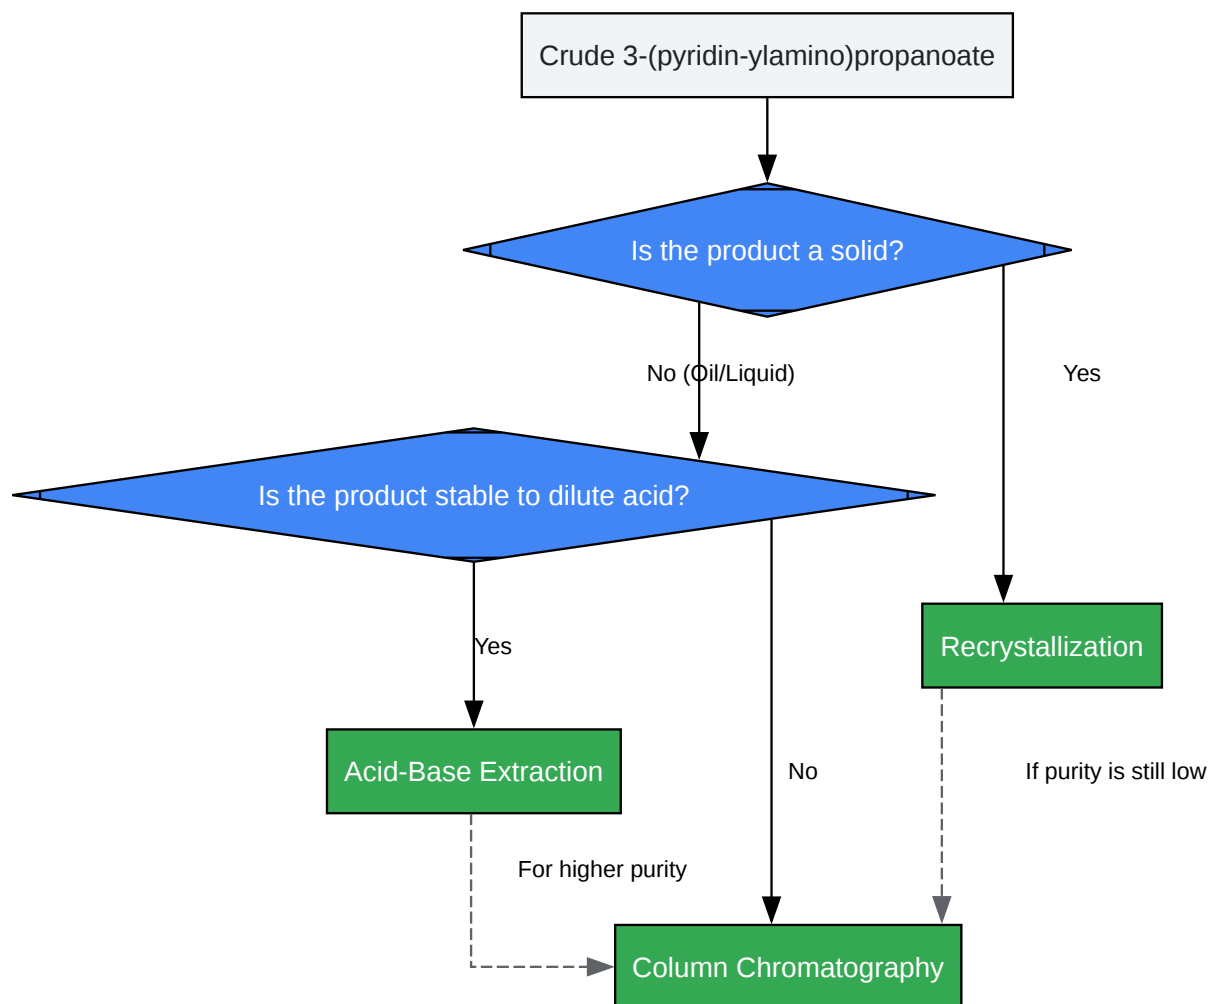 Crude 3-(pyridin-ylamino)propanoate
Is the product a solid?
No (Oil/Liquid)
Yes
Is the product stable to dilute acid?
Yes
Recrystallization
Acid-Base Extraction
No
If purity is still low
For higher purity
Column Chromatography